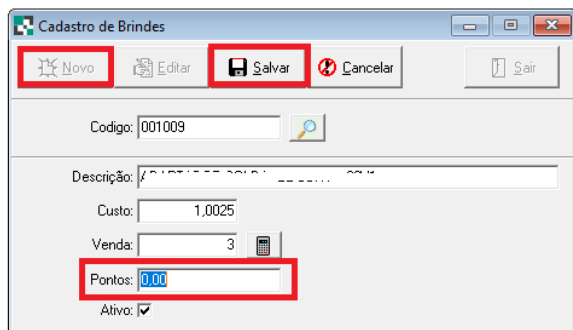 Cadastro de Brindes
Novo Editar Salvar Cancelar Sair
Codigo: 001009
Descrição:
Custo: 1,0025
Venda: 3
Pontos: 0,00
Ativo: